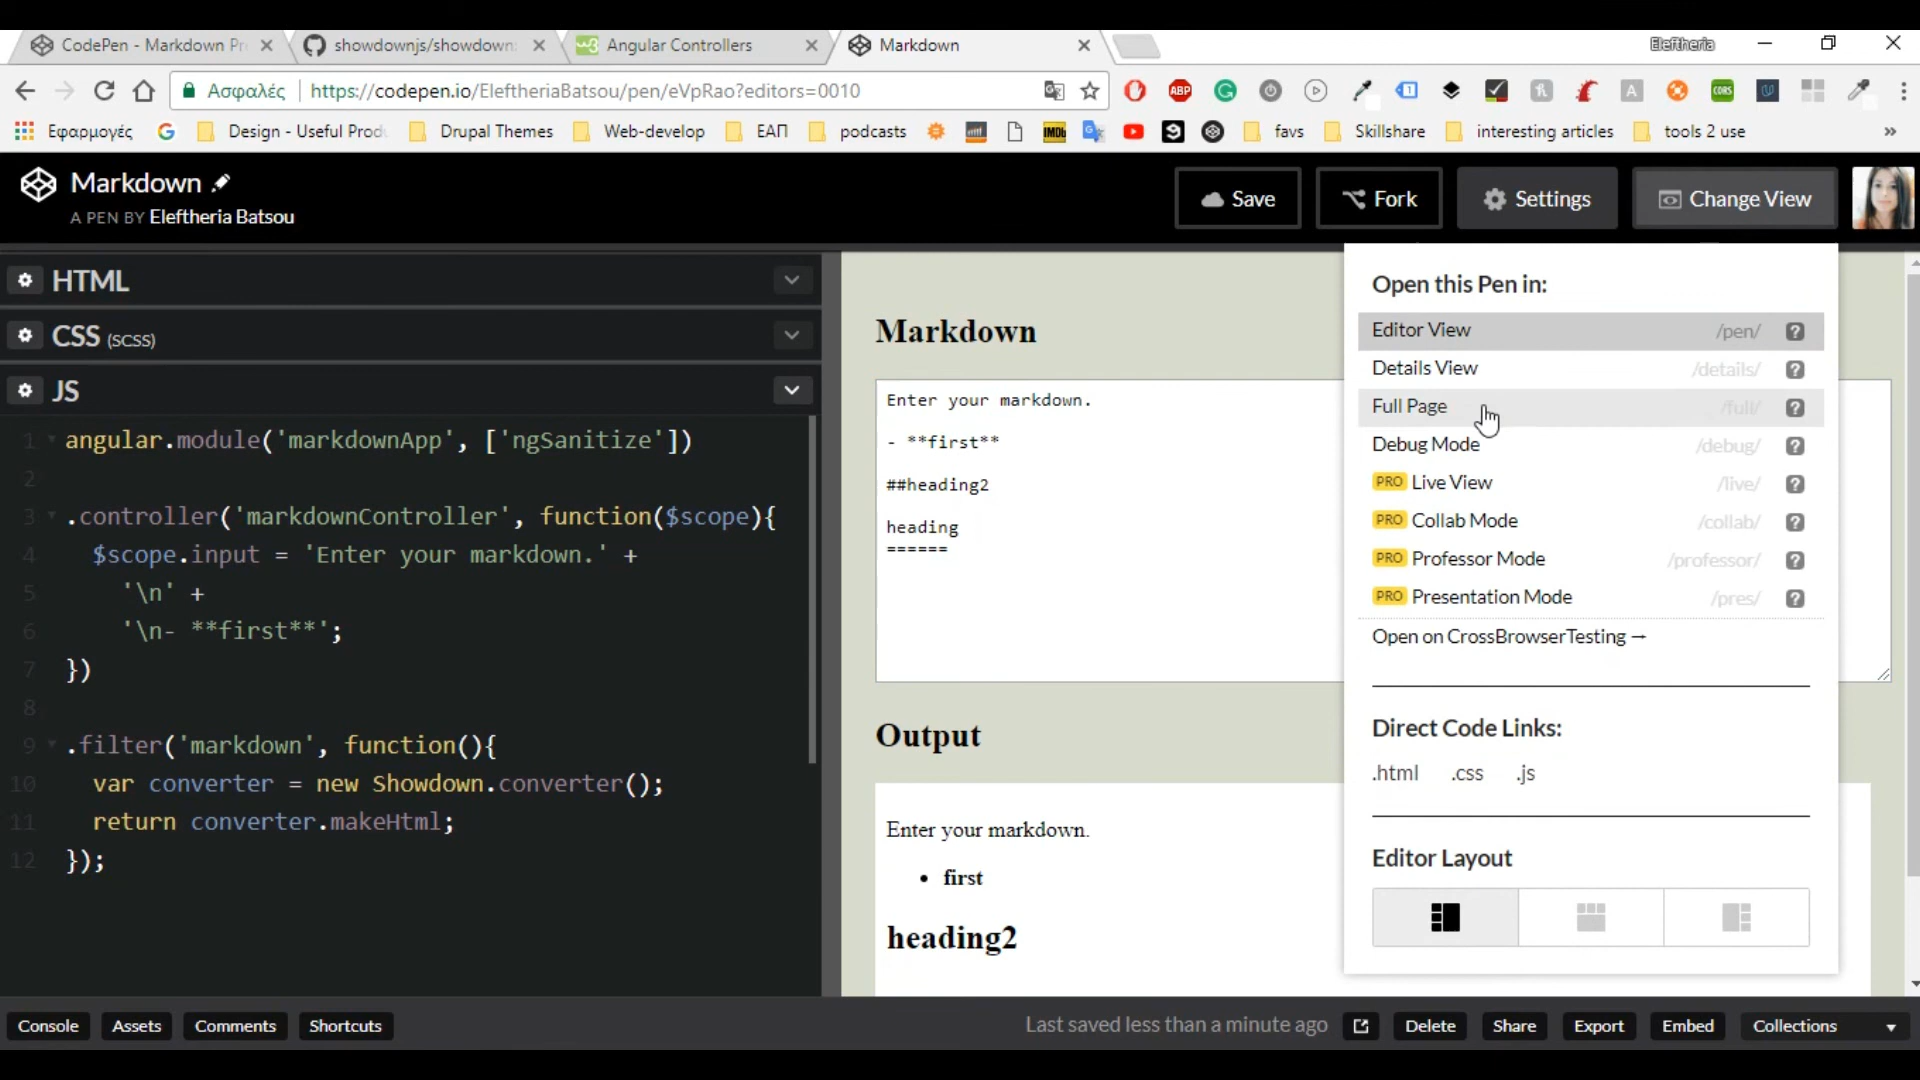 CodePen - Markdown Pr
showdownjs/showdown:
Angular Controllers
Markdown
Eleftheria
Ασφαλές
https://codepen.io/EleftheriaBatsou/pen/eVpRao?editors=0010
Εφαρμογές
Design - Useful Produ
Drupal Themes
Web-develop
ΕΑΠ
podcasts
favs
Skillshare
interesting articles
tools 2 use
Markdown
A PEN BY Eleftheria Batsou
Save
Fork
Settings
Change View
HTML
CSS (SCSS)
JS
1 angular.module('markdownApp', ['ngSanitize'])
2
3 .controller('markdownController', function($scope){
4 $scope.input = 'Enter your markdown.' +
5 '\n' +
6 '\n- **first**';
7 })
8
9 .filter('markdown', function(){
10 var converter = new Showdown.converter();
11 return converter.makeHtml;
12 });
Markdown
Enter your markdown.
- **first**
##heading2
heading
======
Output
Enter your markdown.
• first
heading2
Open this Pen in:
Editor View /pen/ ?
Details View /details/ ?
Full Page /full/ ?
Debug Mode /debug/ ?
PRO Live View /live/ ?
PRO Collab Mode /collab/ ?
PRO Professor Mode /professor/ ?
PRO Presentation Mode /pres/ ?
Open on CrossBrowserTesting →
Direct Code Links:
.html .css .js
Editor Layout
Console
Assets
Comments
Shortcuts
Last saved less than a minute ago
Delete
Share
Export
Embed
Collections